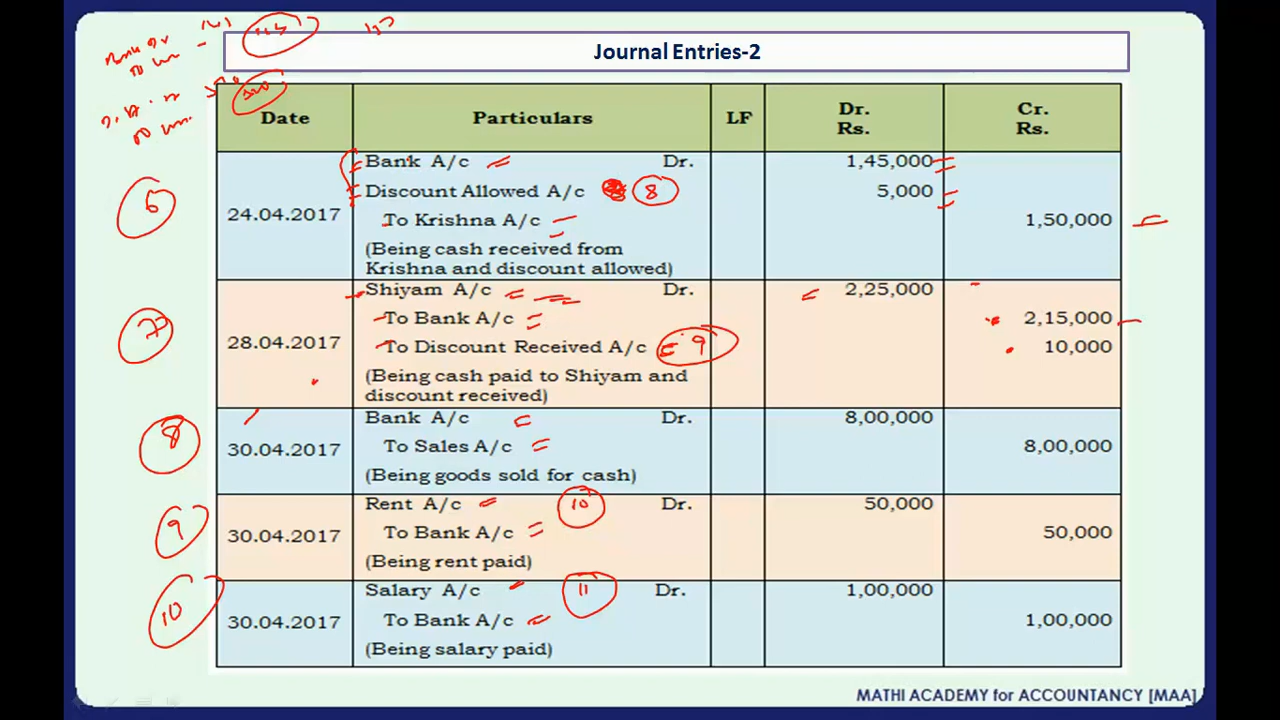 Journal Entries-2
Date Particulars LF Dr. Rs. Cr. Rs.
Bank A/c Dr. 1,45,000
Discount Allowed A/c 8 5,000
6 24.04.2017 To Krishna A/c 1,50,000
(Being cash received from
Krishna and discount allowed)
Shiyam A/c Dr. 2,25,000
To Bank A/c 2,15,000
7 28.04.2017 To Discount Received A/c 9 10,000
(Being cash paid to Shiyam and
discount received)
Bank A/c Dr. 8,00,000
8 30.04.2017 To Sales A/c 8,00,000
(Being goods sold for cash)
Rent A/c 10 Dr. 50,000
9 30.04.2017 To Bank A/c 50,000
(Being rent paid)
Salary A/c 11 Dr. 1,00,000
10 30.04.2017 To Bank A/c 1,00,000
(Being salary paid)
MATHI ACADEMY for ACCOUNTANCY [MAA]